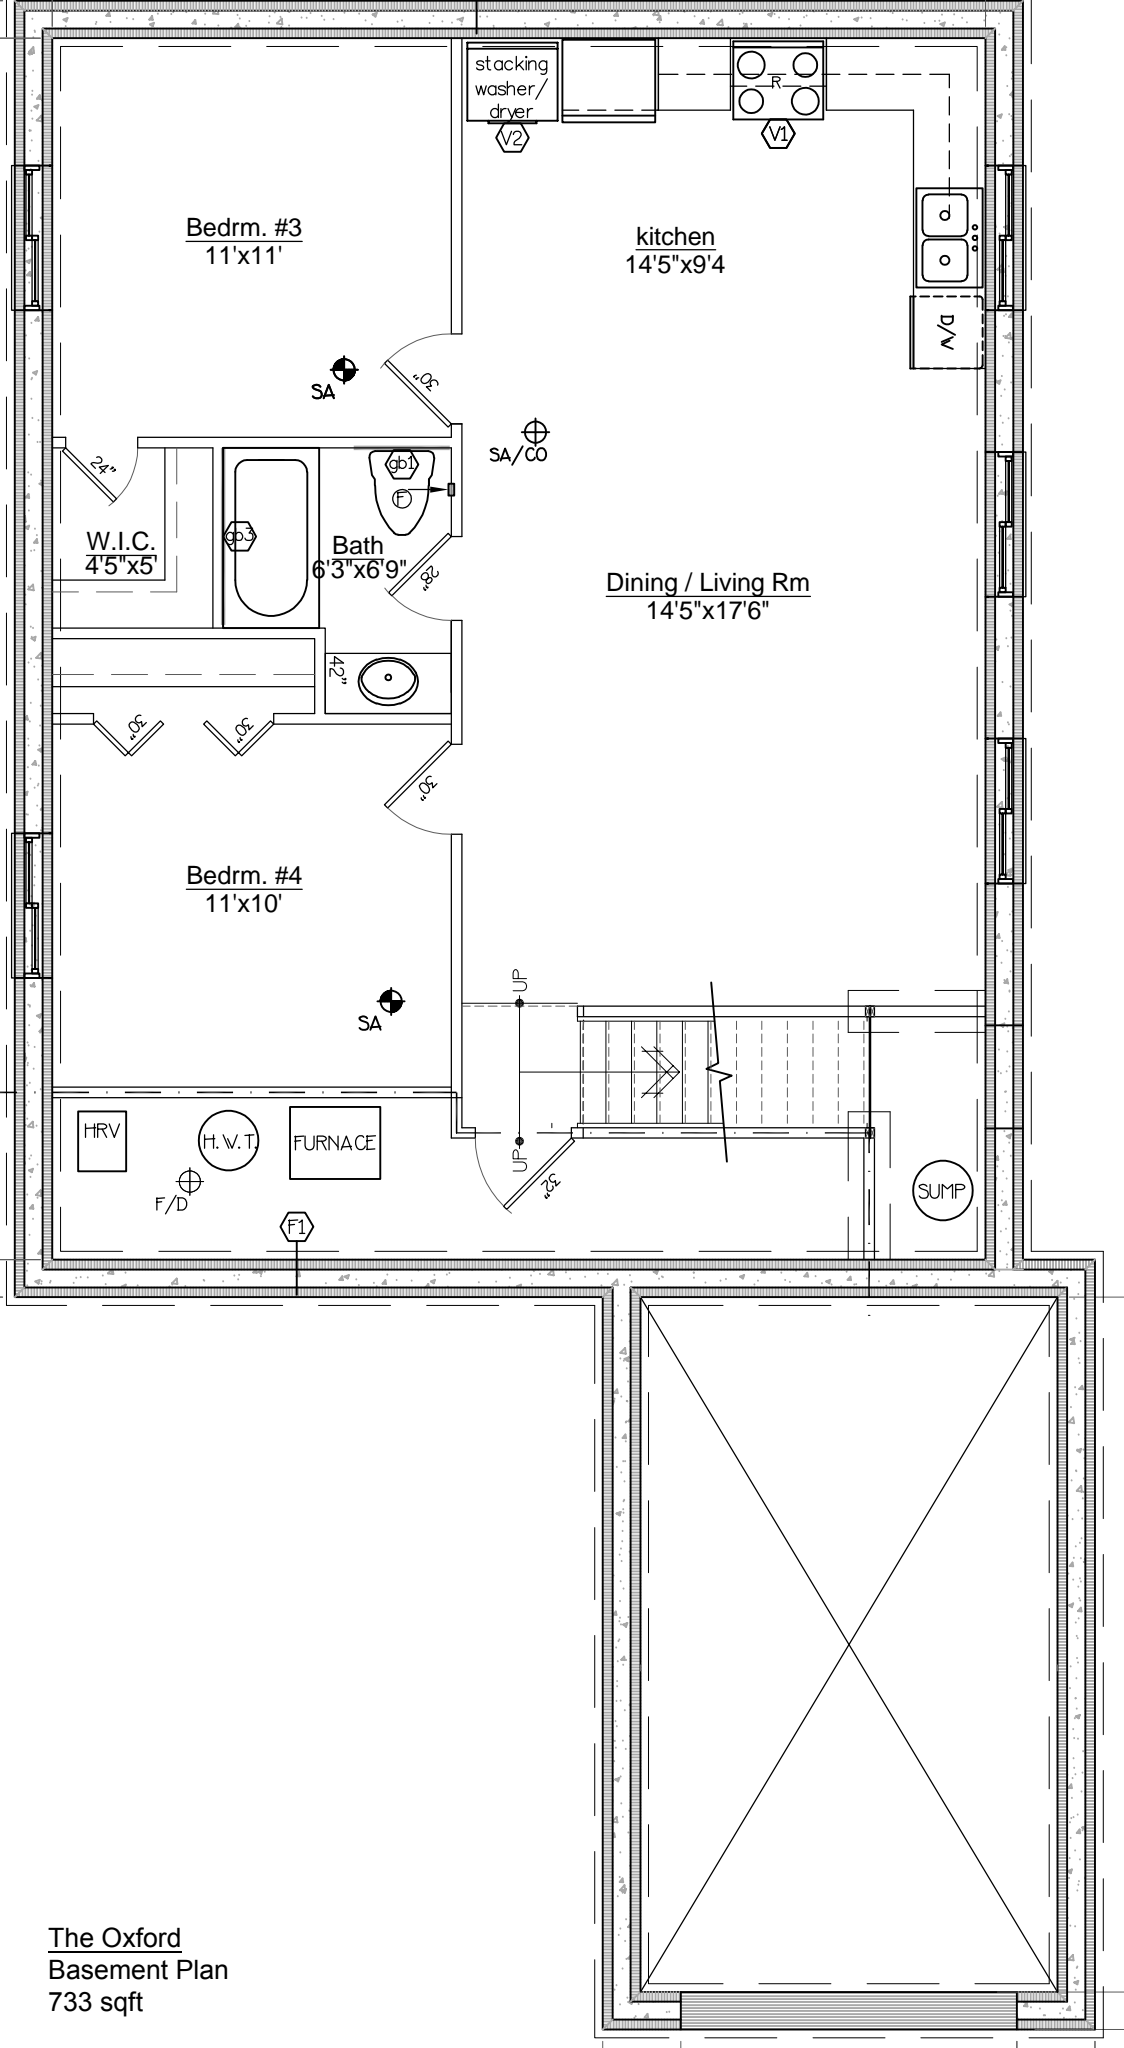 stacking
washer/
dryer
V2
R
V1
Bedrm. #3
11'x11'
kitchen
14'5"x9'4
D/W
30"
SA
SA/CO
24"
gb1
F
gb3
W.I.C.
4'5"x5'
Bath
6'3"x6'9"
28"
Dining / Living Rm
14'5"x17'6"
42"
30"
30"
30"
Bedrm. #4
11'x10'
SA
UP
HRV
H.W.T.
FURNACE
UP
32"
F/D
SUMP
F1
The Oxford
Basement Plan
733 sqft